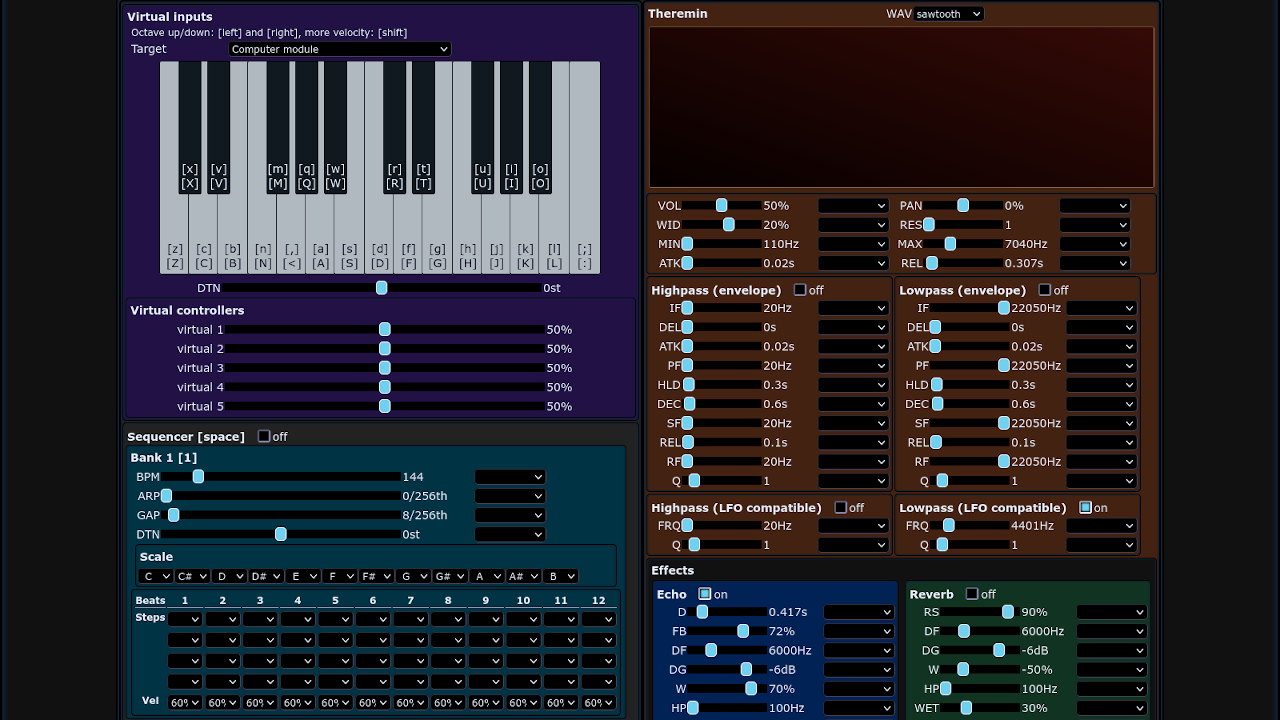 Virtual inputs
Octave up/down: [left] and [right], more velocity: [shift]
Target Computer module
[x] [v] [m] [q] [w] [r] [t] [u] [I] [o]
[X] [V] [M] [Q] [W] [R] [T] [U] [I] [O]
[z] [c] [b] [n] [,] [a] [s] [d] [f] [g] [h] [j] [k] [l] [;]
[Z] [C] [B] [N] [<] [A] [S] [D] [F] [G] [H] [J] [K] [L] [:]
DTN 0st
Virtual controllers
virtual 1 50%
virtual 2 50%
virtual 3 50%
virtual 4 50%
virtual 5 50%
Sequencer [space] off
Bank 1 [1]
BPM 144
ARP 0/256th
GAP 8/256th
DTN 0st
Scale
C C# D D# E F F# G G# A A# B
Beats 1 2 3 4 5 6 7 8 9 10 11 12
Steps
Vel 60% 60% 60% 60% 60% 60% 60% 60% 60% 60% 60% 60%
Theremin WAV sawtooth
VOL 50% PAN 0%
WID 20% RES 1
MIN 110Hz MAX 7040Hz
ATK 0.02s REL 0.307s
Highpass (envelope) off
IF 20Hz
DEL 0s
ATK 0.02s
PF 20Hz
HLD 0.3s
DEC 0.6s
SF 20Hz
REL 0.1s
RF 20Hz
Q 1
Lowpass (envelope) off
IF 22050Hz
DEL 0s
ATK 0.02s
PF 22050Hz
HLD 0.3s
DEC 0.6s
SF 22050Hz
REL 0.1s
RF 22050Hz
Q 1
Highpass (LFO compatible) off
FRQ 20Hz
Q 1
Lowpass (LFO compatible) on
FRQ 4401Hz
Q 1
Effects
Echo on
D 0.417s
FB 72%
DF 6000Hz
DG -6dB
W 70%
HP 100Hz
Reverb off
RS 90%
DF 6000Hz
DG -6dB
W -50%
HP 100Hz
WET 30%